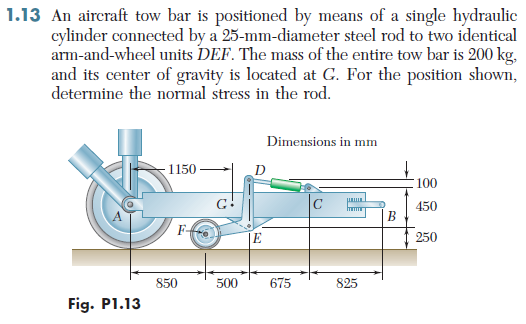 1.13 An aircraft tow bar is positioned by means of a single hydraulic
cylinder connected by a 25-mm-diameter steel rod to two identical
arm-and-wheel units DEF. The mass of the entire tow bar is 200 kg,
and its center of gravity is located at G. For the position shown,
determine the normal stress in the rod.
Dimensions in mm
1150
D
100
G
C
450
A
B
F
E
250
850
500
675
825
Fig. P1.13